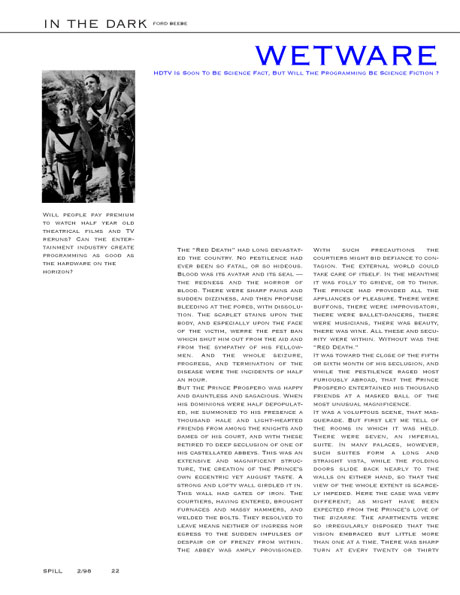 IN THE DARK FORD BEEBE
WETWARE
HDTV IS SOON TO BE SCIENCE FACT, BUT WILL THE PROGRAMMING BE SCIENCE FICTION ?
WILL PEOPLE PAY PREMIUM
TO WATCH HALF YEAR OLD
THEATRICAL FILMS AND TV
RERUNS? CAN THE ENTER-
TAINMENT INDUSTRY CREATE
PROGRAMMING AS GOOD AS
THE HARDWARE ON THE
HORIZON?
THE "RED DEATH" HAD LONG DEVASTAT-
ED THE COUNTRY. NO PESTILENCE HAD
EVER BEEN SO FATAL, OR SO HIDEOUS.
BLOOD WAS ITS AVATAR AND ITS SEAL —
THE REDNESS AND THE HORROR OF
BLOOD. THERE WERE SHARP PAINS AND
SUDDEN DIZZINESS, AND THEN PROFUSE
BLEEDING AT THE PORES, WITH DISSOLU-
TION. THE SCARLET STAINS UPON THE
BODY, AND ESPECIALLY UPON THE FACE
OF THE VICTIM, WERRE THE PEST BAN
WHICH SHUT HIM OUT FROM THE AID AND
FROM THE SYMPATHY OF HIS FELLOW-
MEN. AND THE WHOLE SEIZURE,
PROGRESS, AND TERMINATION OF THE
DISEASE WERE THE INCIDENTS OF HALF
AN HOUR.
BUT THE PRINCE PROSPERO WAS HAPPY
AND DAUNTLESS AND SAGACIOUS. WHEN
HIS DOMINIONS WERE HALF DEPOPULAT-
ED, HE SUMMONED TO HIS PRESENCE A
THOUSAND HALE AND LIGHT-HEARTED
FRIENDS FROM AMONG THE KNIGHTS AND
DAMES OF HIS COURT, AND WITH THESE
RETIRED TO DEEP SECLUSION OF ONE OF
HIS CASTELLATED ABBEYS. THIS WAS AN
EXTENSIVE AND MAGNIFICENT STRUC-
TURE, THE CREATION OF THE PRINCE'S
OWN ECCENTRIC YET AUGUST TASTE. A
STRONG AND LOFTY WALL GIRDLED IT IN.
THIS WALL HAD GATES OF IRON. THE
COURTIERS, HAVING ENTERED, BROUGHT
FURNACES AND MASSY HAMMERS, AND
WELDED THE BOLTS. THEY RESOLVED TO
LEAVE MEANS NEITHER OF INGRESS NOR
EGRESS TO THE SUDDEN IMPULSES OF
DESPAIR OR OF FRENZY FROM WITHIN.
THE ABBEY WAS AMPLY PROVISIONED.
WITH SUCH PRECAUTIONS THE
COURTIERS MIGHT BID DEFIANCE TO CON-
TAGION. THE EXTERNAL WORLD COULD
TAKE CARE OF ITSELF. IN THE MEANTIME
IT WAS FOLLY TO GRIEVE, OR TO THINK.
THE PRINCE HAD PROVIDED ALL THE
APPLIANCES OF PLEASURE. THERE WERE
BUFFONS, THERE WERE IMPROVISATORI,
THERE WERE BALLET-DANCERS, THERE
WERE MUSICIANS, THERE WAS BEAUTY,
THERE WAS WINE. ALL THESE AND SECU-
RITY WERE WITHIN. WITHOUT WAS THE
"RED DEATH."
IT WAS TOWARD THE CLOSE OF THE FIFTH
OR SIXTH MONTH OF HIS SECLUSION, AND
WHILE THE PESTILENCE RAGED MOST
FURIOUSLY ABROAD, THAT THE PRINCE
PROSPERO ENTERTAINED HIS THOUSAND
FRIENDS AT A MASKED BALL OF THE
MOST UNUSUAL MAGNIFICENCE.
IT WAS A VOLUPTUOUS SCENE, THAT MAS-
QUERADE. BUT FIRST LET ME TELL OF
THE ROOMS IN WHICH IT WAS HELD.
THERE WERE SEVEN, AN IMPERIAL
SUITE. IN MANY PALACES, HOWEVER,
SUCH SUITES FORM A LONG AND
STRAIGHT VISTA, WHILE THE FOLDING
DOORS SLIDE BACK NEARLY TO THE
WALLS ON EITHER HAND, SO THAT THE
VIEW OF THE WHOLE EXTENT IS SCARCE-
LY IMPEDED. HERE THE CASE WAS VERY
DIFFERENT; AS MIGHT HAVE BEEN
EXPECTED FROM THE PRINCE'S LOVE OF
THE BIZARRE. THE APARTMENTS WERE
SO IRREGULARLY DISPOSED THAT THE
VISION EMBRACED BUT LITTLE MORE
THAN ONE AT A TIME. THERE WAS SHARP
TURN AT EVERY TWENTY OR THIRTY
SPILL 2/98 22